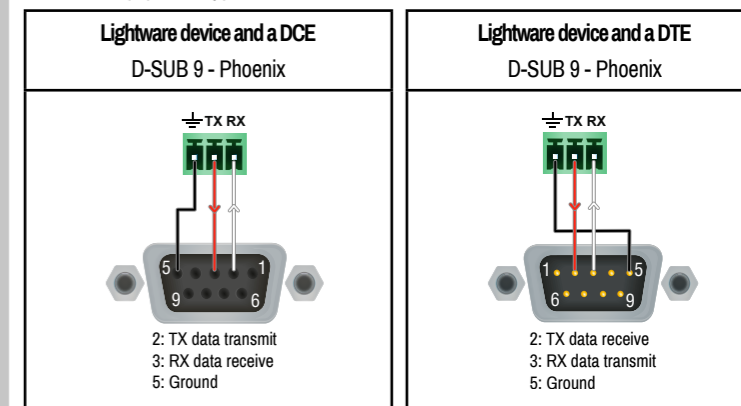 Lightware device and a DCE
D-SUB 9 - Phoenix
TX RX
5 1
9 6
2: TX data transmit
3: RX data receive
5: Ground
Lightware device and a DTE
D-SUB 9 - Phoenix
TX RX
1 5
6 9
2: TX data receive
3: RX data transmit
5: Ground